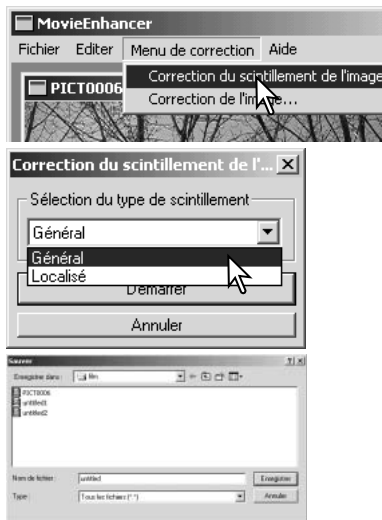 MovieEnhancer
Fichier Editer Menu de correction Aide
PICT0006
Correction du scintillement de l'image
Correction de l'im
Correction du scintillement de l'...
Sélection du type de scintillement
Général
Général
Localisé
Démarrer
Annuler
Sauver
Enregistrer dans : film
PICT0006
untitled1
untitled2
Nom de fichier : untitled Enregistrer
Type : Tous les fichiers (*.*) Annuler